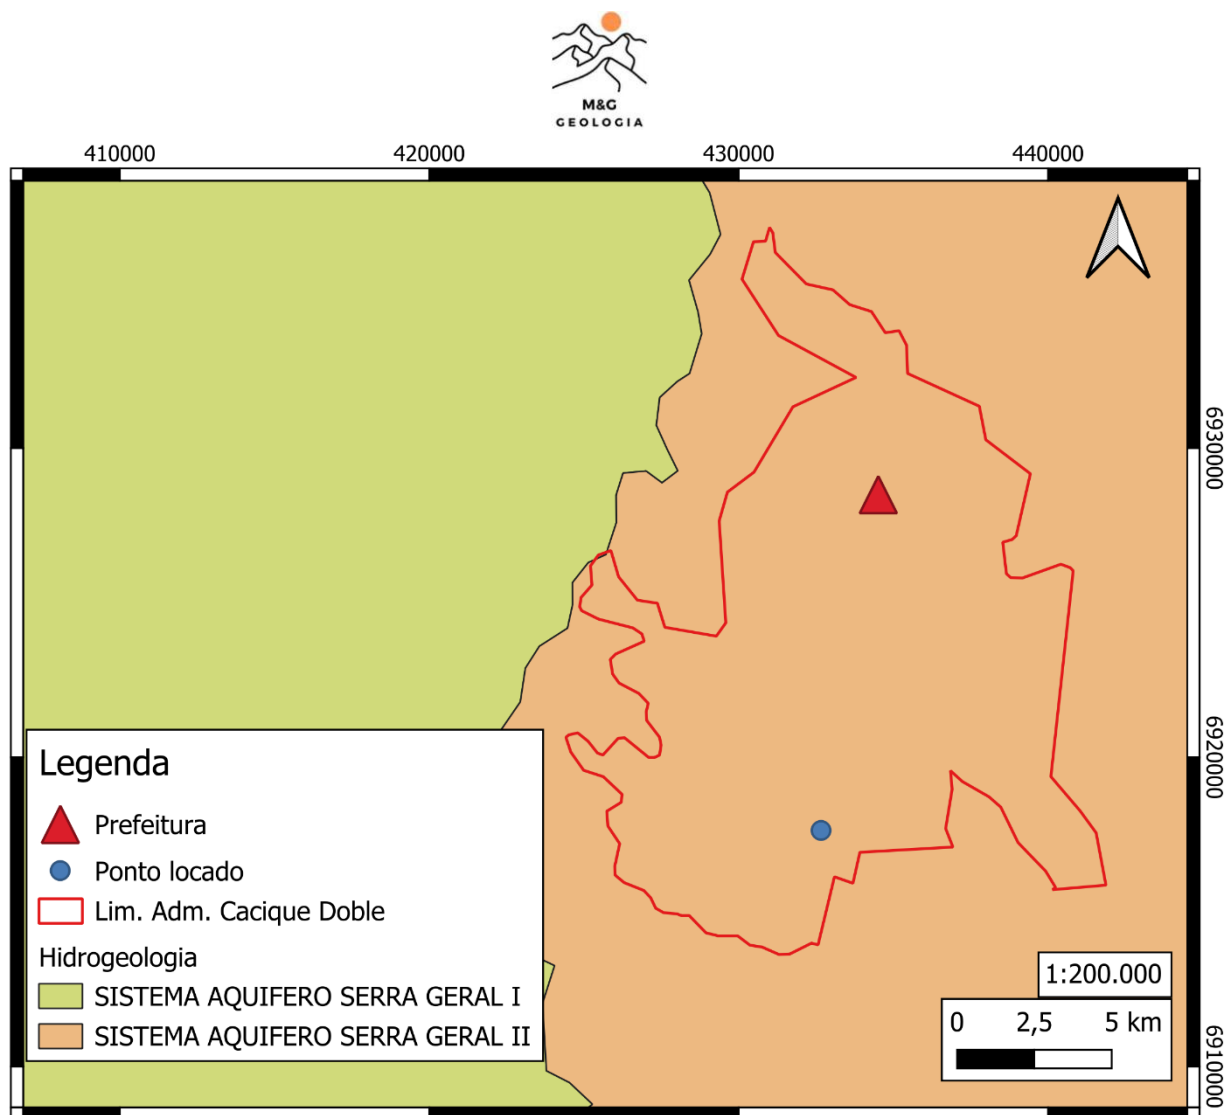 M&G
GEOLOGIA
410000 420000 430000 440000
6930000
6920000
6910000
Legenda
Prefeitura
Ponto locado
Lim. Adm. Cacique Doble
Hidrogeologia
SISTEMA AQUIFERO SERRA GERAL I
SISTEMA AQUIFERO SERRA GERAL II
1:200.000
0 2,5 5 km